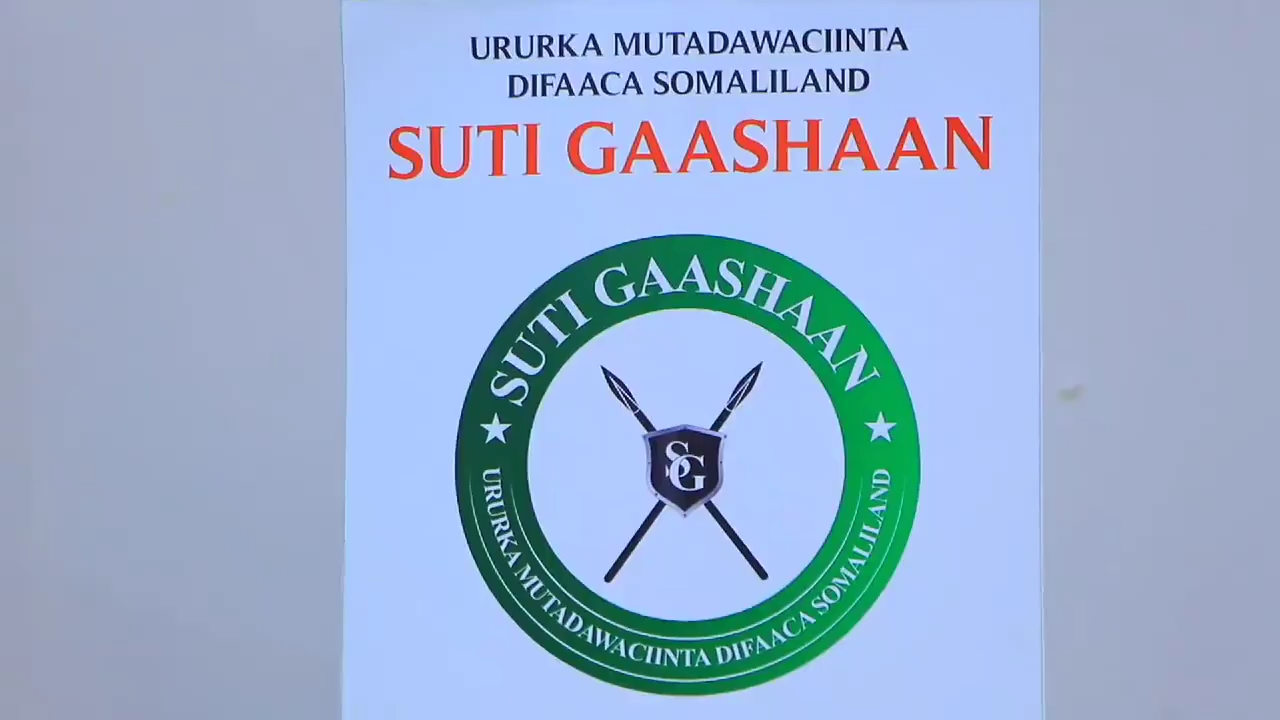 URURKA MUTADAWACIINTA
DIFAACA SOMALILAND
SUTI GAASHAAN
SUTI GAASHAAN
SG
URURKA MUTADAWACIINTA DIFAACA SOMALILAND